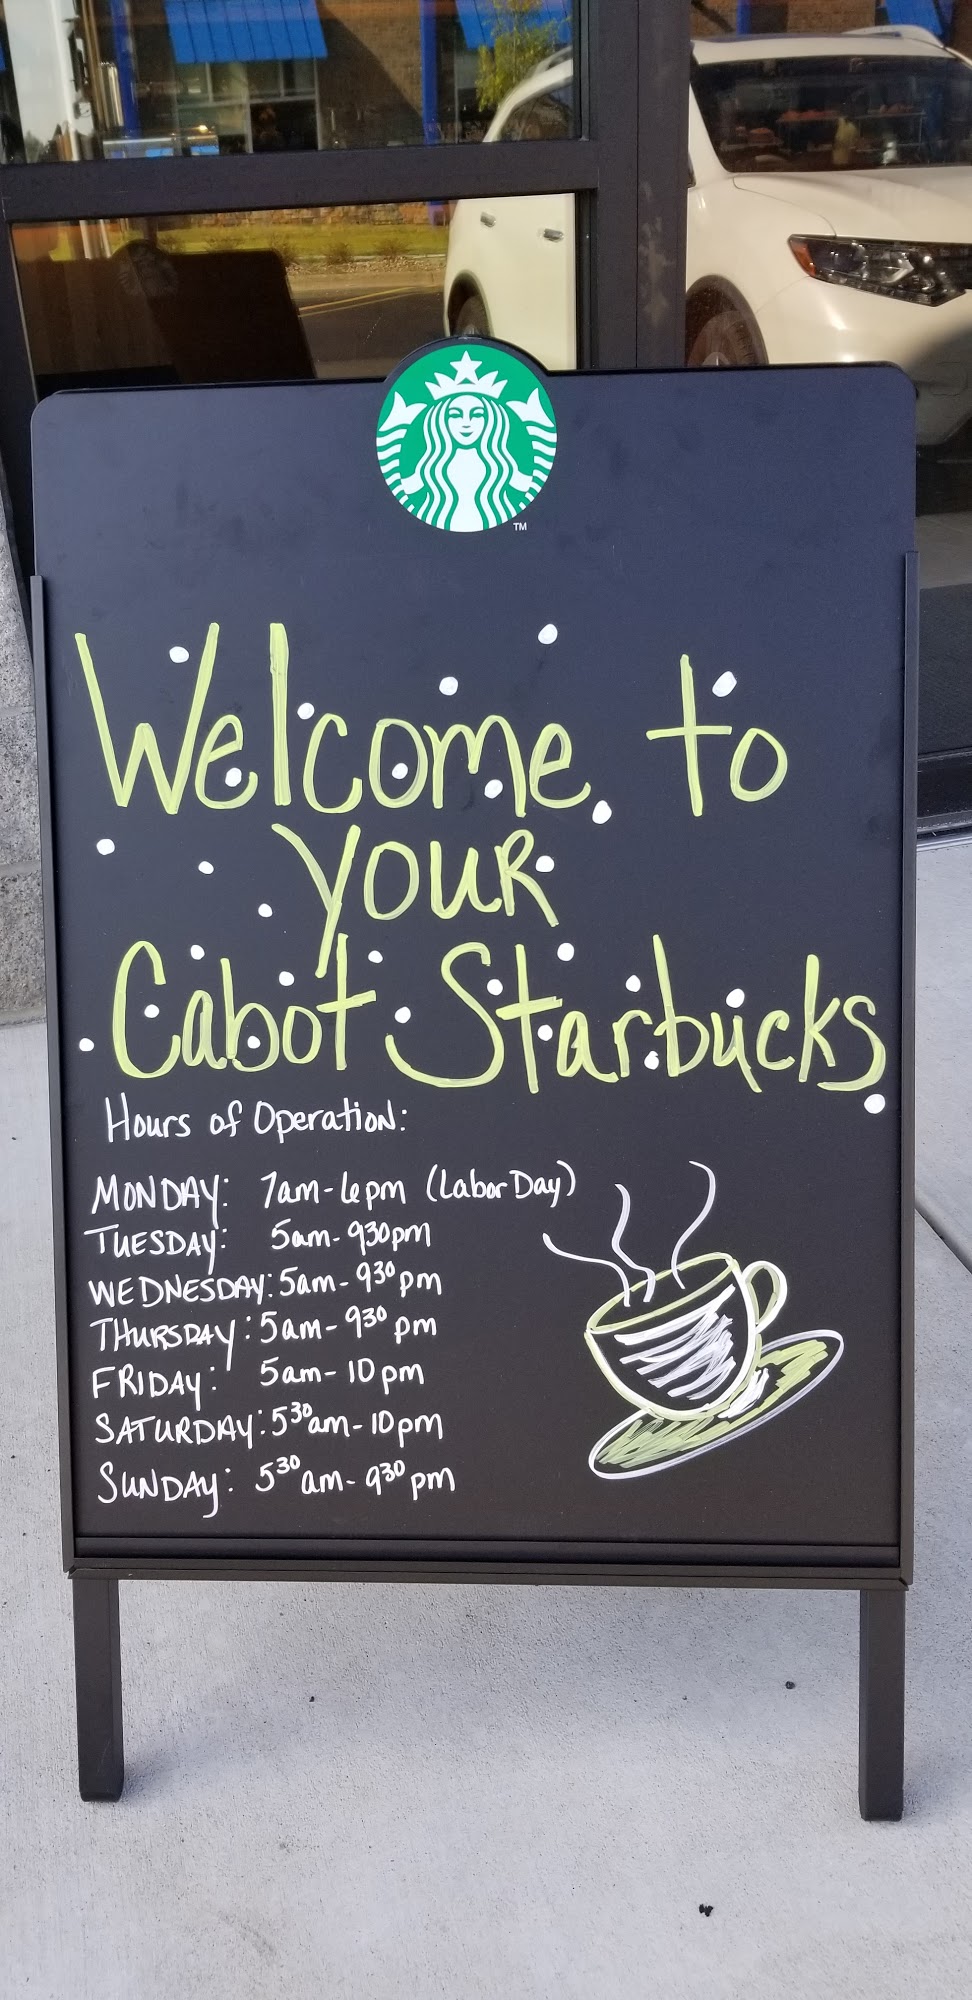 TM
Welcome to
your
Cabot Starbucks
Hours of Operation:
MONDAY: 7am-6pm (Labor Day)
TUESDAY: 5am-930pm
WEDNESDAY: 5am-930pm
THURSDAY: 5am-930pm
FRIDAY: 5am-10pm
SATURDAY: 530am-10pm
SUNDAY: 530am-930pm